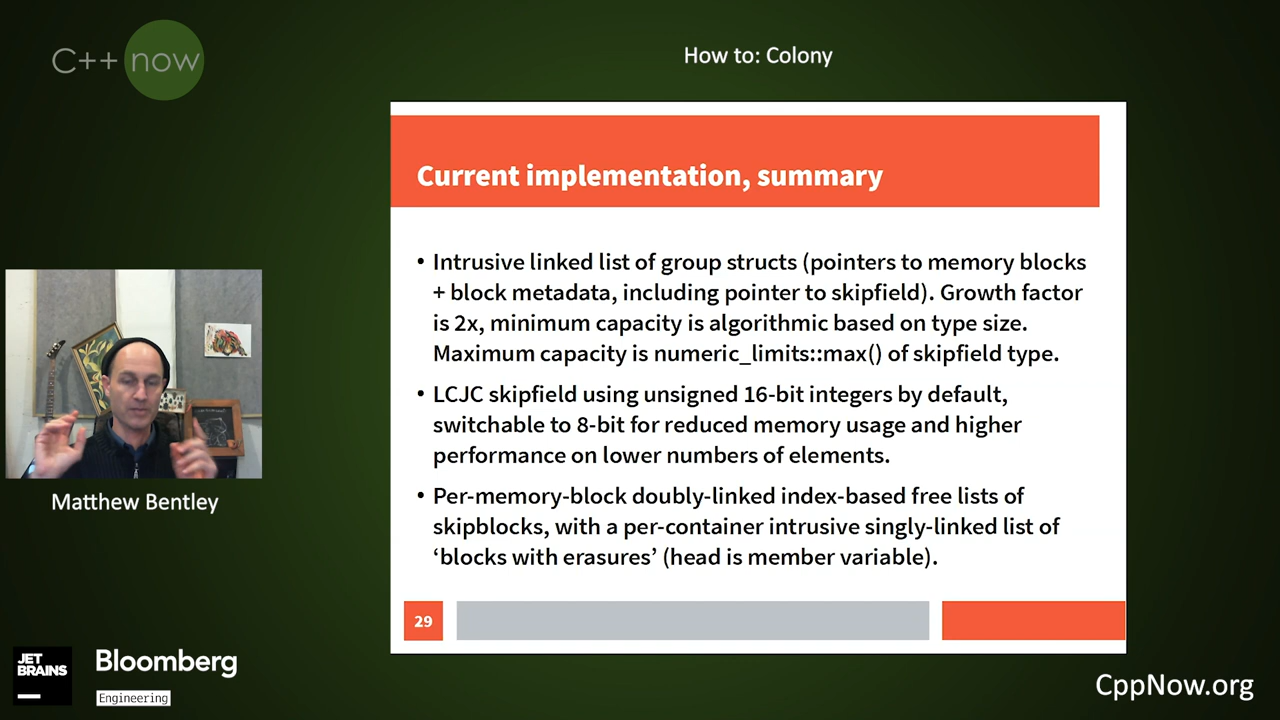 C++ now
How to: Colony
Current implementation, summary
• Intrusive linked list of group structs (pointers to memory blocks
+ block metadata, including pointer to skipfield). Growth factor
is 2x, minimum capacity is algorithmic based on type size.
Maximum capacity is numeric_limits::max() of skipfield type.
• LCJC skipfield using unsigned 16-bit integers by default,
switchable to 8-bit for reduced memory usage and higher
performance on lower numbers of elements.
• Per-memory-block doubly-linked index-based free lists of
skipblocks, with a per-container intrusive singly-linked list of
‘blocks with erasures’ (head is member variable).
29
Matthew Bentley
JET
BRAINS
Bloomberg
Engineering
CppNow.org